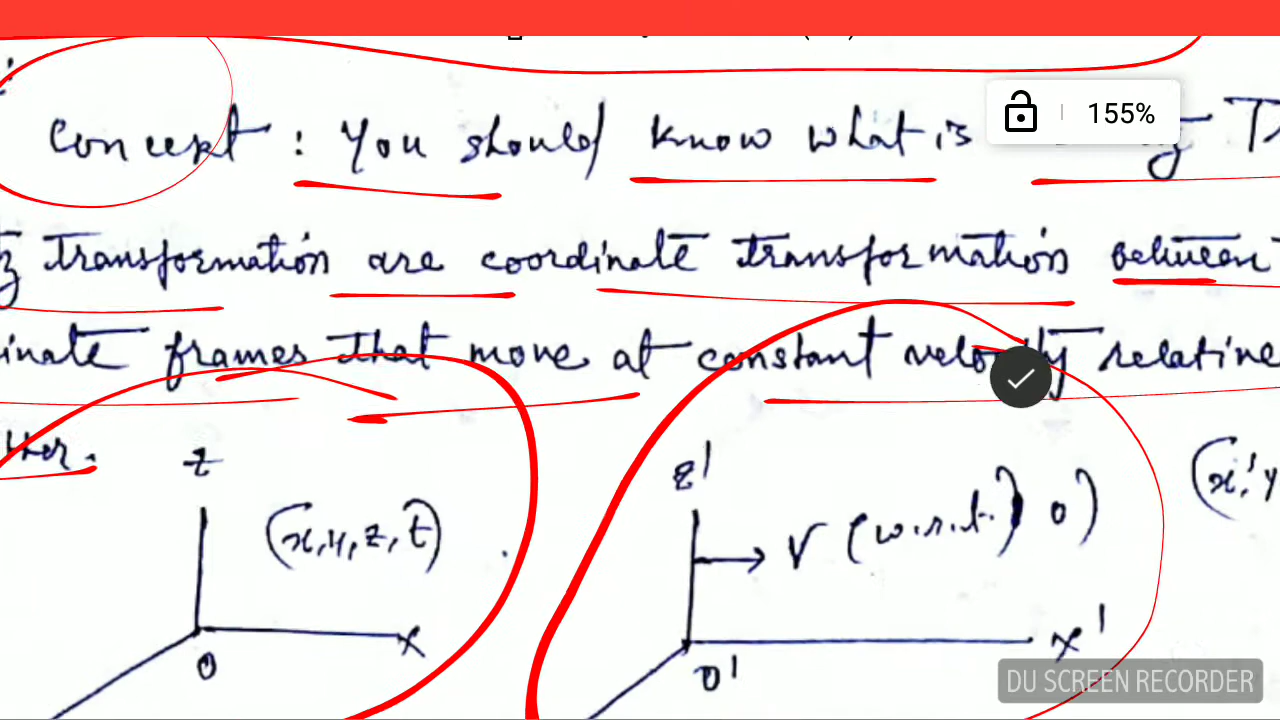 Concept : You should know what is
155%
transformation are coordinate transformation between
inate frames that move at constant velocity relative
ther.
z
z'
(x, y, z, t)
V (w.r.t. O)
(x', y
X
X'
O
O'
DU SCREEN RECORDER